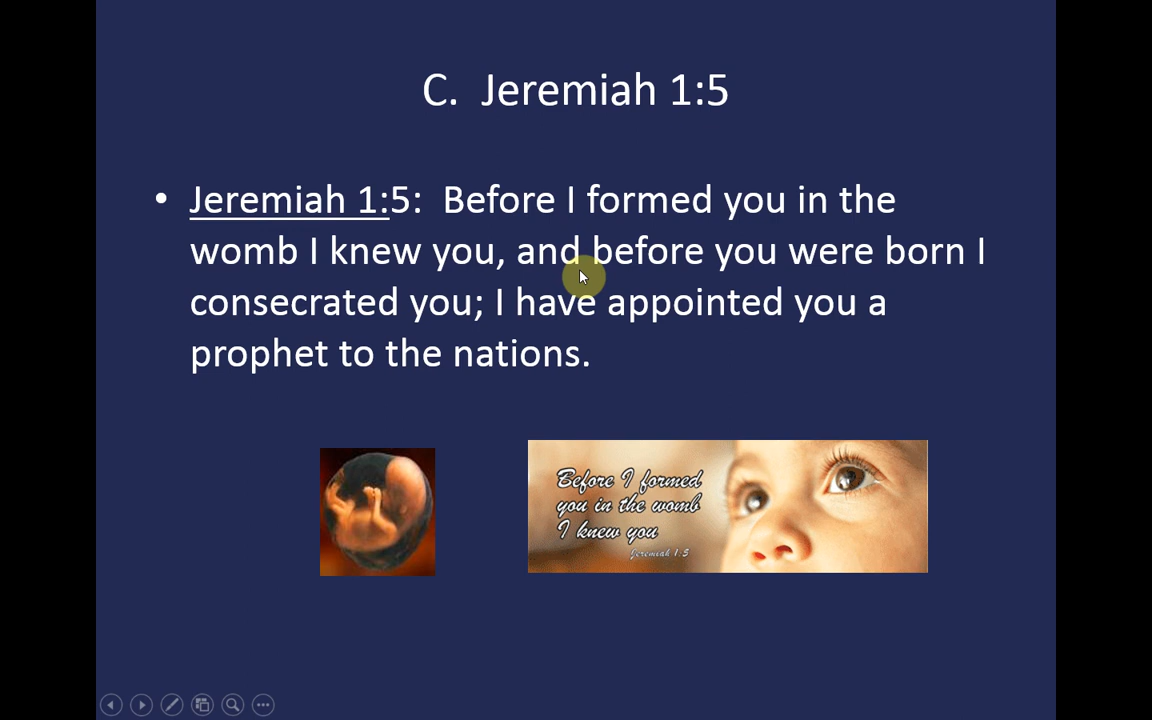 C. Jeremiah 1:5
• Jeremiah 1:5: Before I formed you in the
womb I knew you, and before you were born I
consecrated you; I have appointed you a
prophet to the nations.
Before I formed
you in the womb
I knew you
Jeremiah 1:5